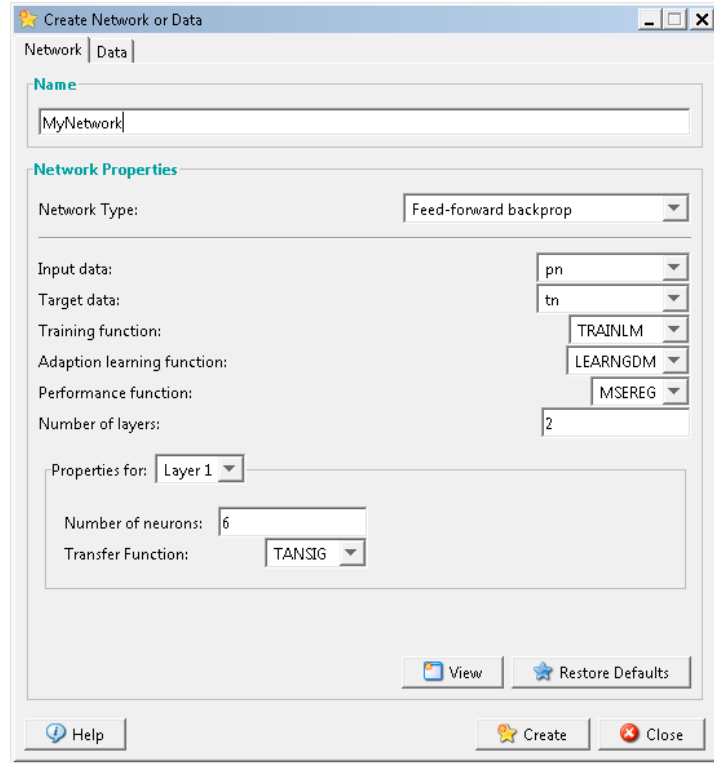 Create Network or Data
Network Data
Name
MyNetwork
Network Properties
Network Type: Feed-forward backprop
Input data: pn
Target data: tn
Training function: TRAINLM
Adaption learning function: LEARNGDM
Performance function: MSEREG
Number of layers: 2
Properties for: Layer 1
Number of neurons: 6
Transfer Function: TANSIG
View Restore Defaults
Help Create Close